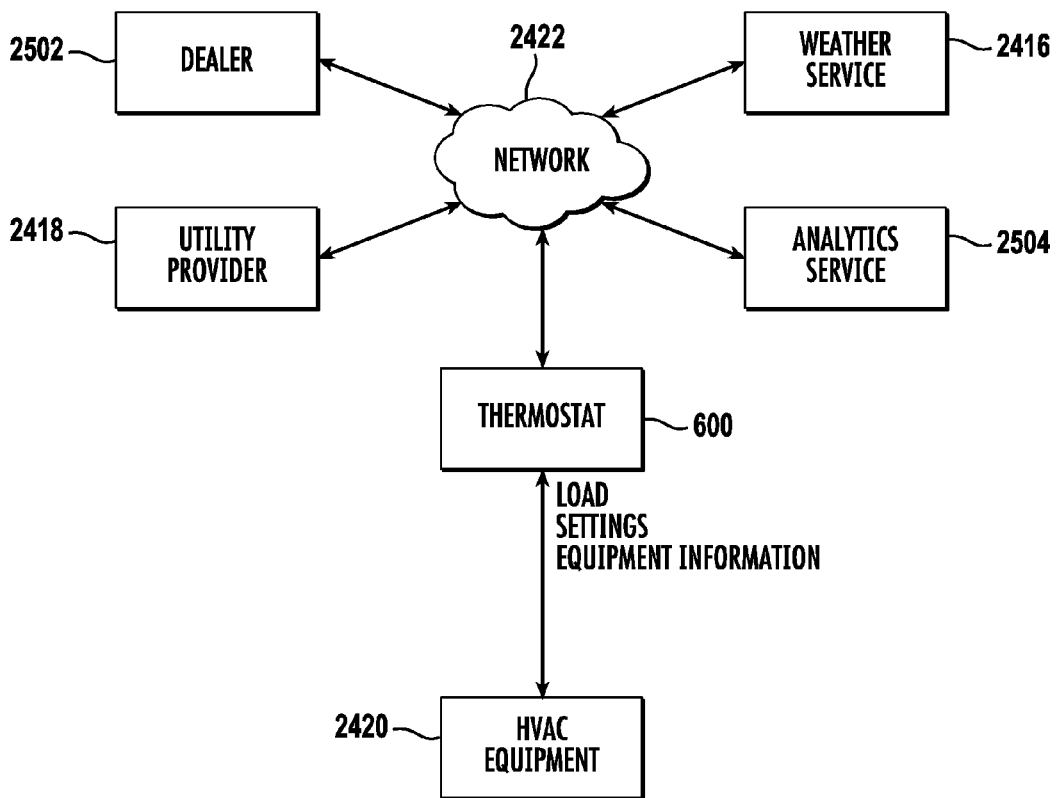 2502
DEALER
2422
WEATHER
SERVICE
2416
NETWORK
2418
UTILITY
PROVIDER
ANALYTICS
SERVICE
2504
THERMOSTAT
600
LOAD
SETTINGS
EQUIPMENT INFORMATION
2420
HVAC
EQUIPMENT